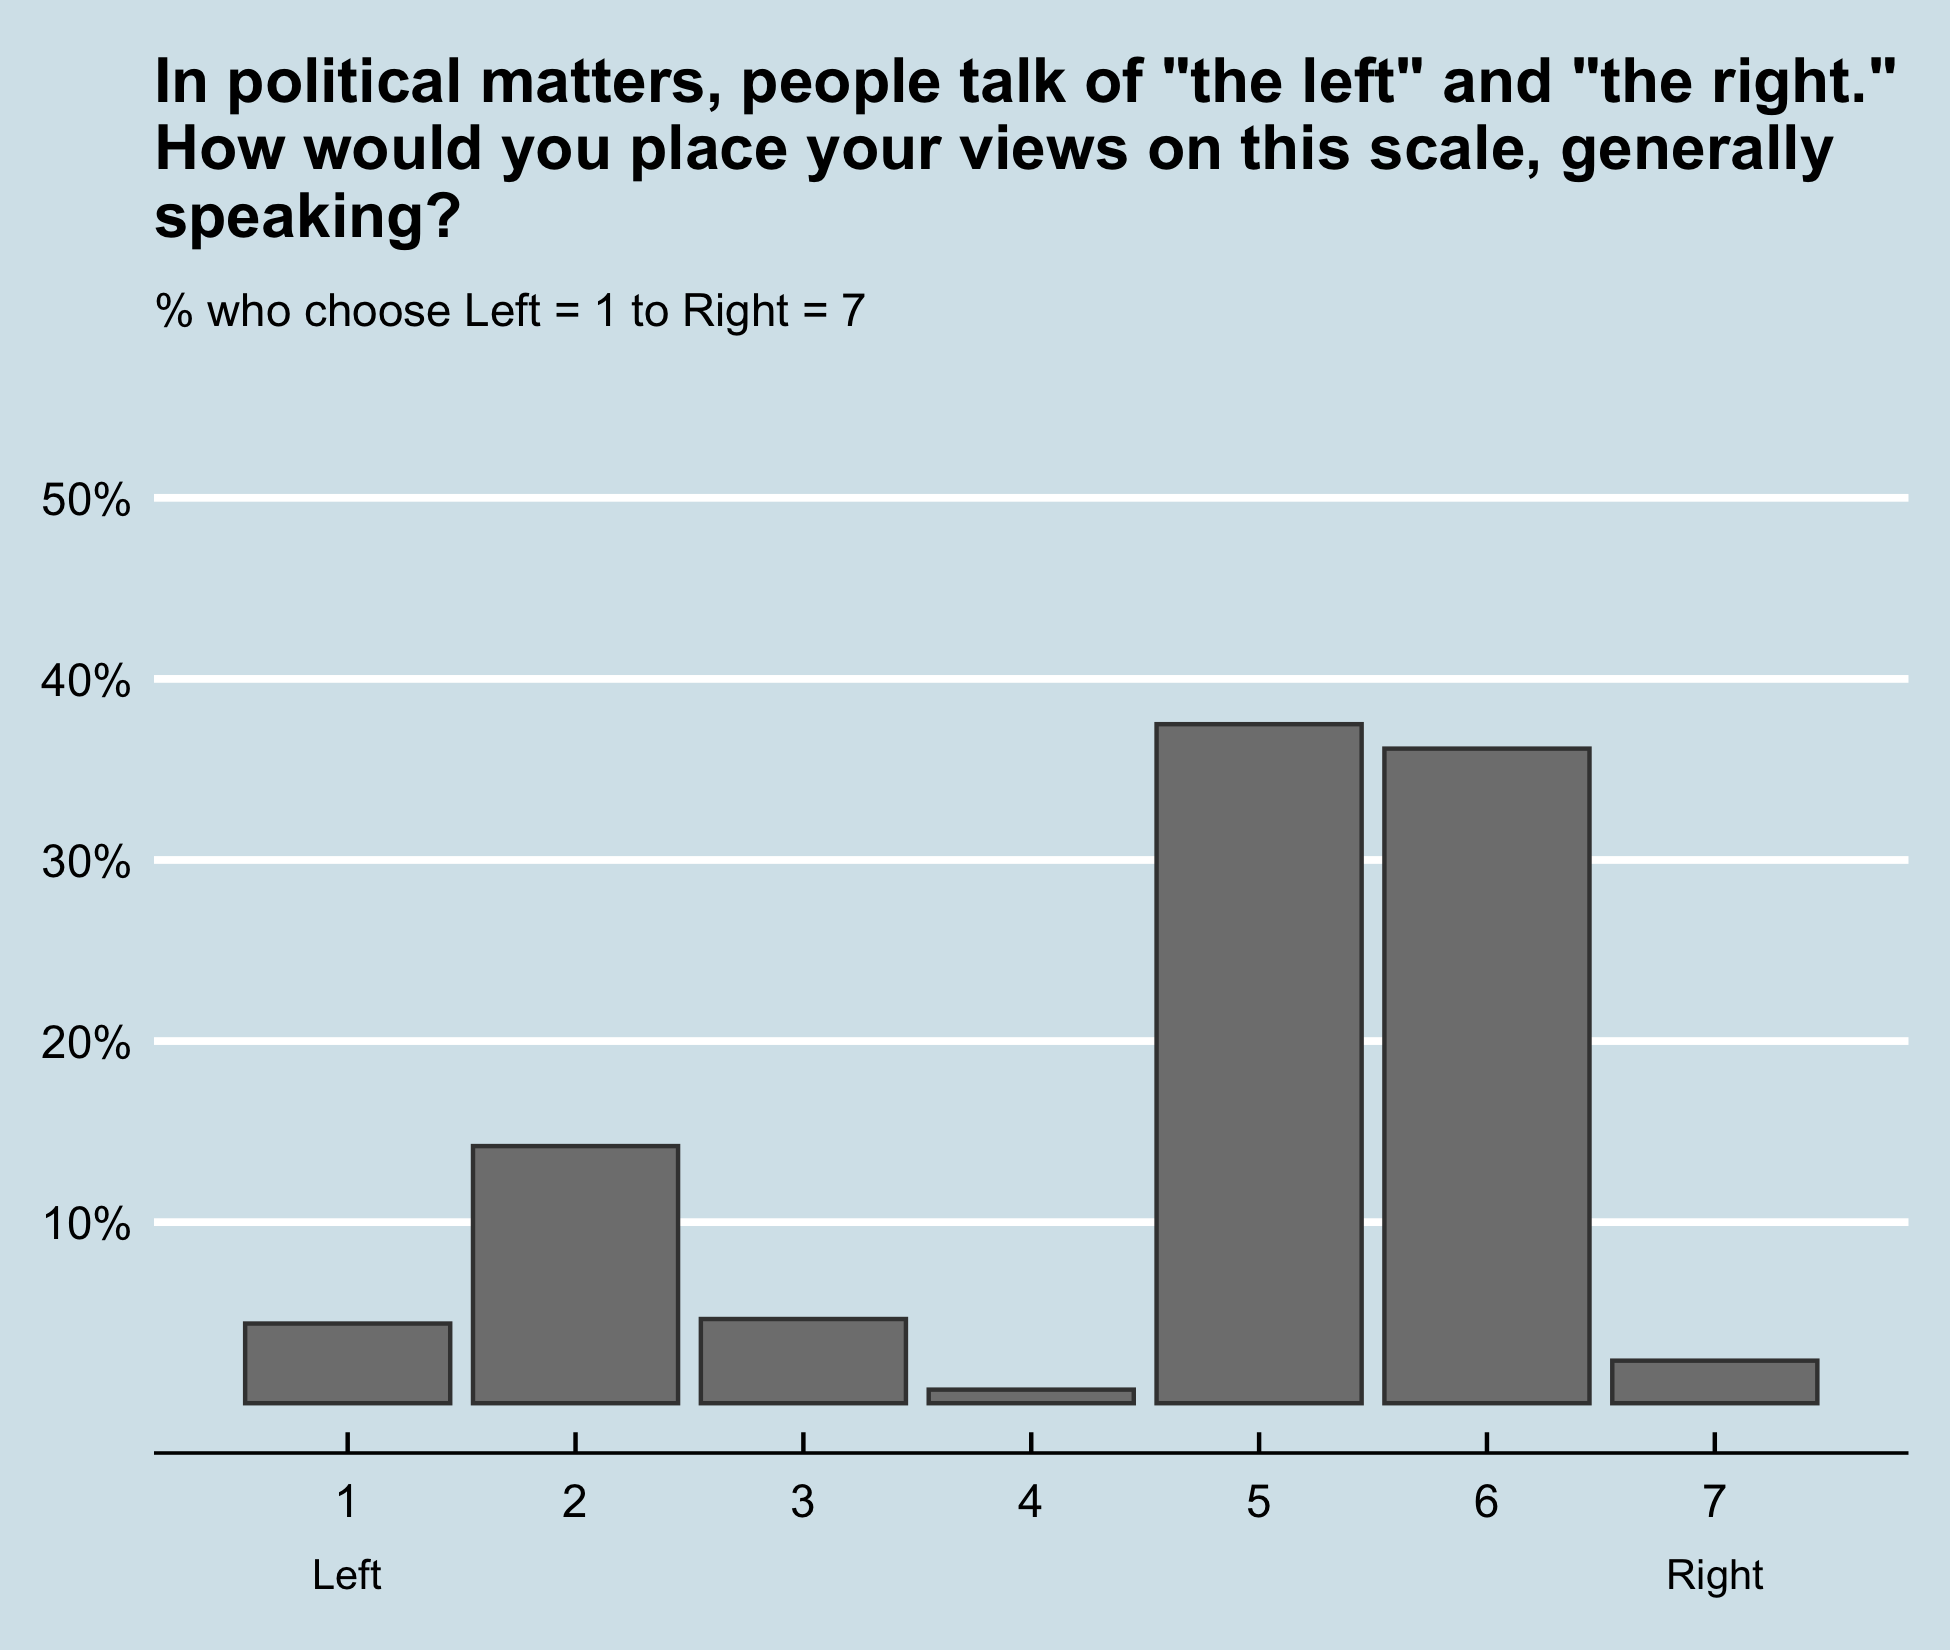 In political matters, people talk of "the left" and "the right."
How would you place your views on this scale, generally
speaking?
% who choose Left = 1 to Right = 7
50%
40%
30%
20%
10%
1 2 3 4 5 6 7
Left Right